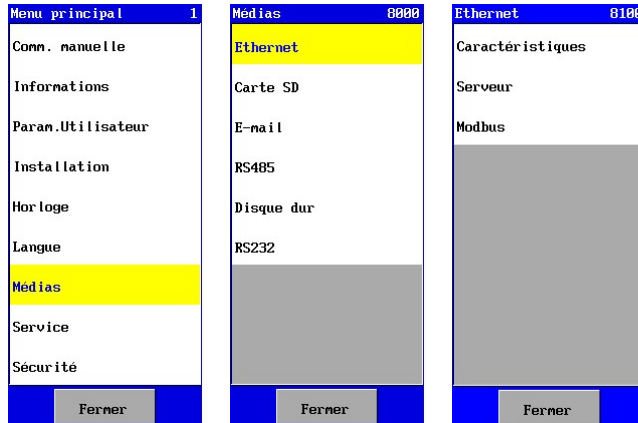 Menu principal 1
Comm. manuelle
Informations
Param.Utilisateur
Installation
Horloge
Langue
Médias
Service
Sécurité
Fermer
Médias 8000
Ethernet
Carte SD
E-mail
RS485
Disque dur
RS232
Fermer
Ethernet 8100
Caractéristiques
Serveur
Modbus
Fermer